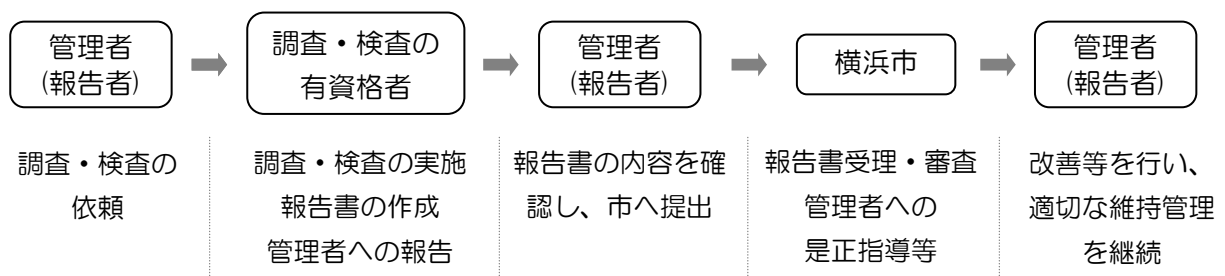 管理者
(報告者)
調査・検査の
有資格者
管理者
(報告者)
横浜市
管理者
(報告者)
調査・検査の
依頼
調査・検査の実施
報告書の作成
管理者への報告
報告書の内容を確
認し、市へ提出
報告書受理・審査
管理者への
是正指導等
改善等を行い、
適切な維持管理
を継続